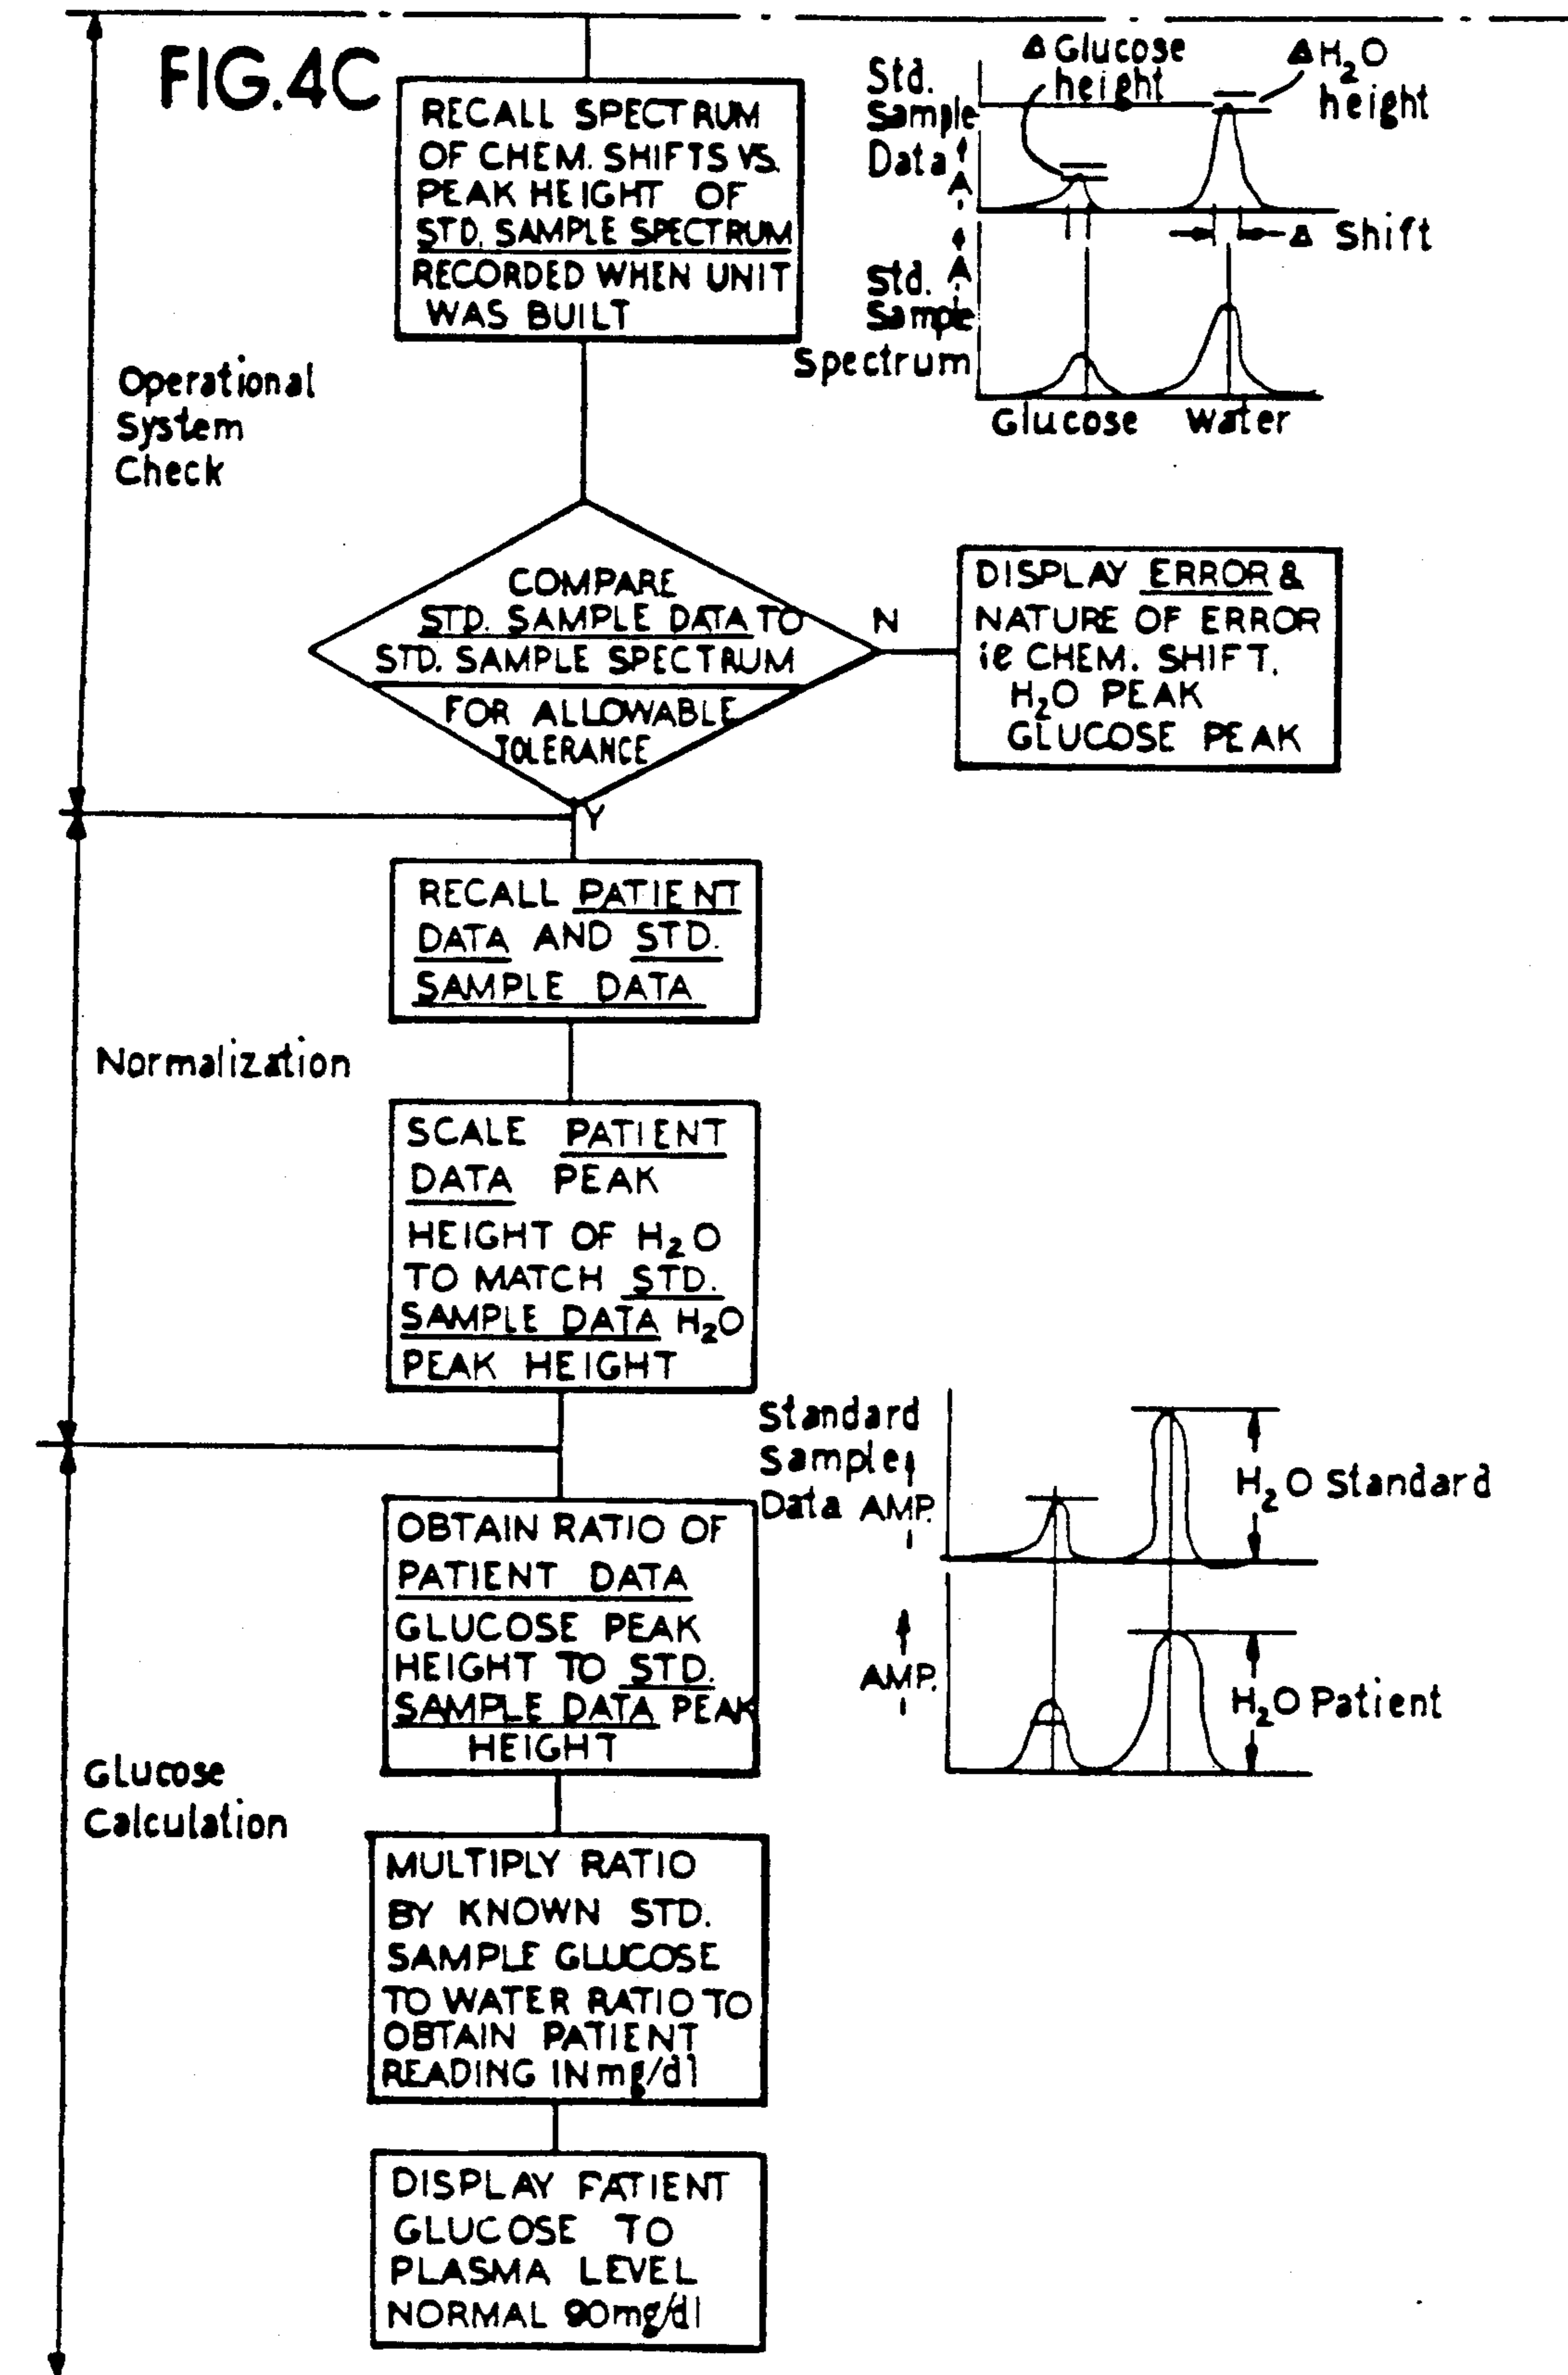 FIG.4C
RECALL SPECTRUM
OF CHEM. SHIFTS VS.
PEAK HEIGHT OF
STD. SAMPLE SPECTRUM
RECORDED WHEN UNIT
WAS BUILT
Δ Glucose
height
Δ H₂O
height
Std.
Sample
Data
A
Δ Shift
A
Std.
Sample
Spectrum
Glucose Water
Operational
System
Check
COMPARE
STD. SAMPLE DATA TO
STD. SAMPLE SPECTRUM
FOR ALLOWABLE
TOLERANCE
N
DISPLAY ERROR &
NATURE OF ERROR
ie CHEM. SHIFT.
H₂O PEAK
GLUCOSE PEAK
Y
RECALL PATIENT
DATA AND STD.
SAMPLE DATA
Normalization
SCALE PATIENT
DATA PEAK
HEIGHT OF H₂O
TO MATCH STD.
SAMPLE DATA H₂O
PEAK HEIGHT
Standard
Sample
Data AMP.
H₂O Standard
AMP.
H₂O Patient
OBTAIN RATIO OF
PATIENT DATA
GLUCOSE PEAK
HEIGHT TO STD.
SAMPLE DATA PEAK
HEIGHT
Glucose
Calculation
MULTIPLY RATIO
BY KNOWN STD.
SAMPLE GLUCOSE
TO WATER RATIO TO
OBTAIN PATIENT
READING IN mg/dl
DISPLAY PATIENT
GLUCOSE TO
PLASMA LEVEL
NORMAL 90mg/dl